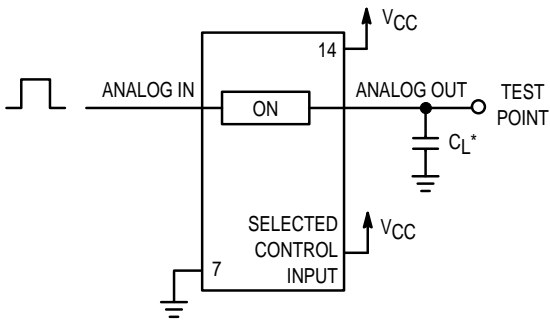 VCC
14
ANALOG IN
ON
ANALOG OUT
TEST
POINT
CL*
SELECTED
CONTROL
INPUT
VCC
7